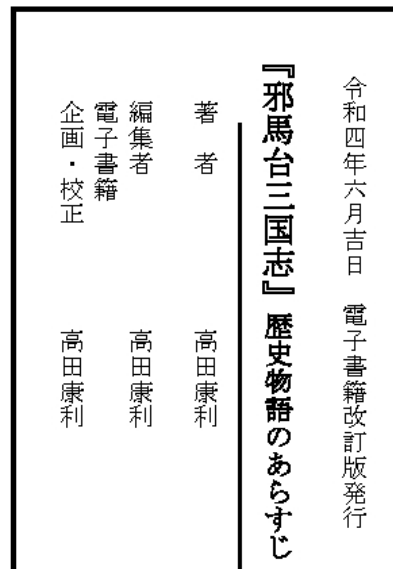 令和四年六月吉日　電子書籍改訂版発行
『邪馬台三国志』歴史物語のあらすじ
著　者　高田康利
編集者　高田康利
電子書籍
企画・校正　高田康利